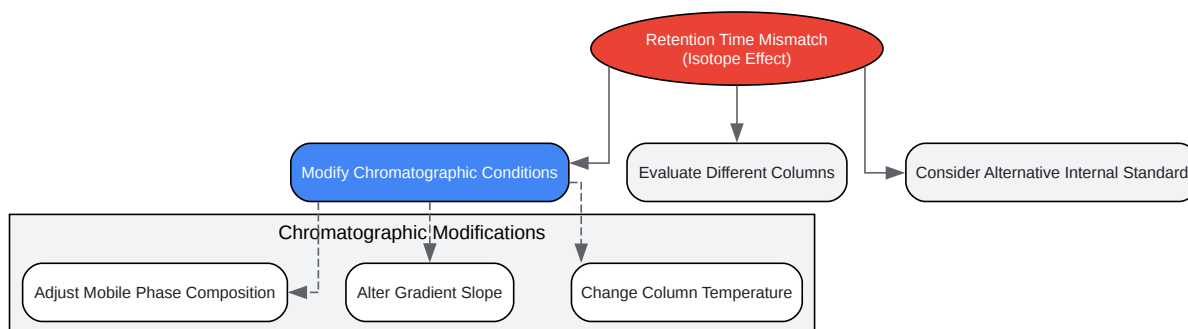 Retention Time Mismatch
(Isotope Effect)
Modify Chromatographic Conditions
Evaluate Different Columns
Consider Alternative Internal Standard
Chromatographic Modifications
Adjust Mobile Phase Composition
Alter Gradient Slope
Change Column Temperature